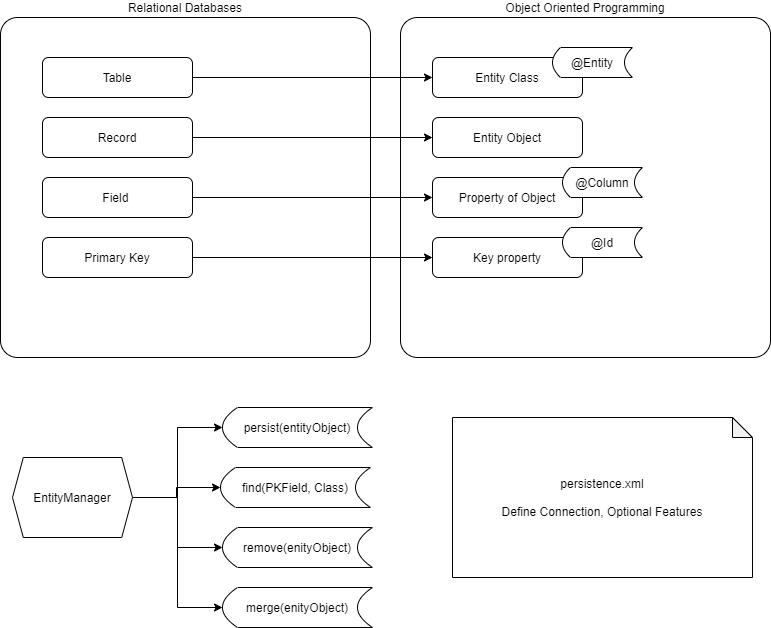 Relational Databases
Object Oriented Programming
Table
Entity Class
@Entity
Record
Entity Object
Field
Property of Object
@Column
Primary Key
Key property
@Id
EntityManager
persist(entityObject)
find(PKField, Class)
remove(enityObject)
merge(enityObject)
persistence.xml
Define Connection, Optional Features